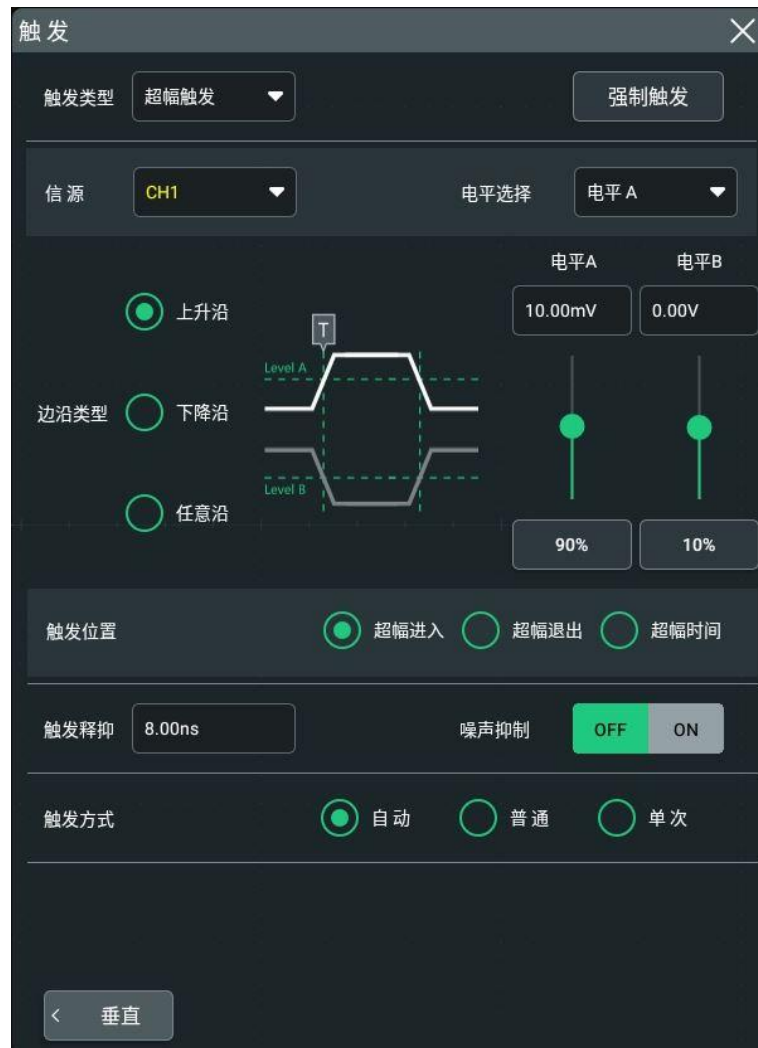 触发
触发类型 超幅触发 强制触发
信源 CH1 电平选择 电平 A
电平A 电平B
10.00mV 0.00V
上升沿
T
Level A
边沿类型 下降沿
Level B
任意沿
90% 10%
触发位置 超幅进入 超幅退出 超幅时间
触发释抑 8.00ns 噪声抑制 OFF ON
触发方式 自动 普通 单次
< 垂直